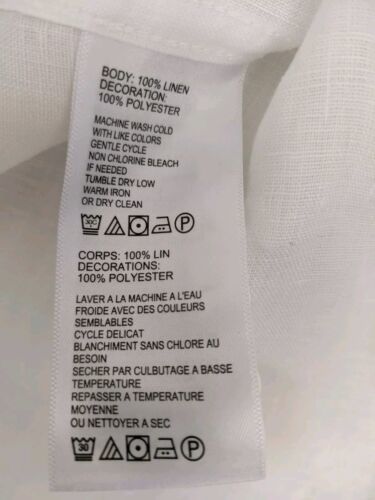 BODY: 100% LINEN
DECORATION:
100% POLYESTER
MACHINE WASH COLD
WITH LIKE COLORS
GENTLE CYCLE
NON CHLORINE BLEACH
IF NEEDED
TUMBLE DRY LOW
WARM IRON
OR DRY CLEAN
30C P
CORPS: 100% LIN
DECORATIONS:
100% POLYESTER
LAVER A LA MACHINE A L'EAU
FROIDE AVEC DES COULEURS
SEMBLABLES
CYCLE DELICAT
BLANCHIMENT SANS CHLORE AU
BESOIN
SECHER PAR CULBUTAGE A BASSE
TEMPERATURE
REPASSER A TEMPERATURE
MOYENNE
OU NETTOYER A SEC
30 P